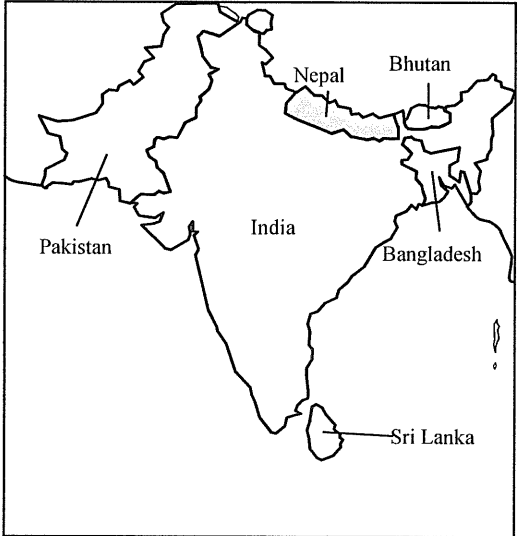 Bhutan
Nepal
India
Pakistan
Bangladesh
Sri Lanka